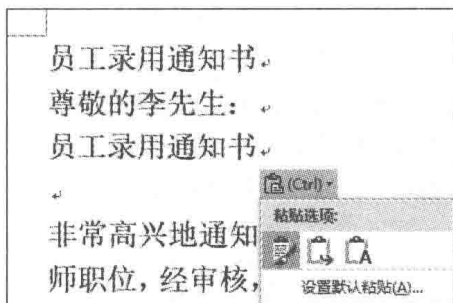 员工录用通知书
尊敬的李先生：
员工录用通知书
(Ctrl)
非常高兴地通知
粘贴选项:
师职位，经审核，
设置默认粘贴(A)...